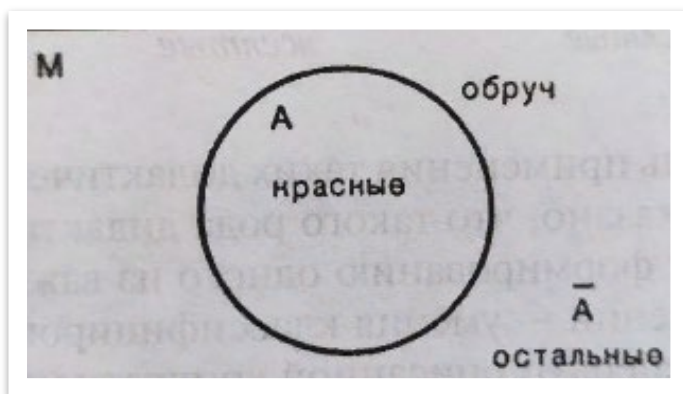 М
обруч
А
красные
Ā
остальные